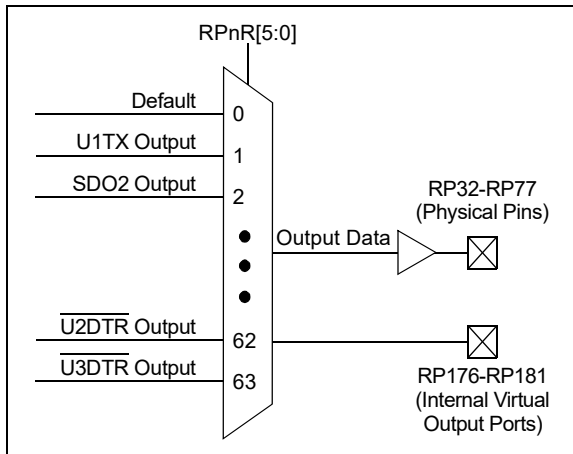 RPnR[5:0]
Default
0
U1TX Output
1
SDO2 Output
2
Output Data
RP32-RP77
(Physical Pins)
U2DTR Output
62
U3DTR Output
63
RP176-RP181
(Internal Virtual
Output Ports)